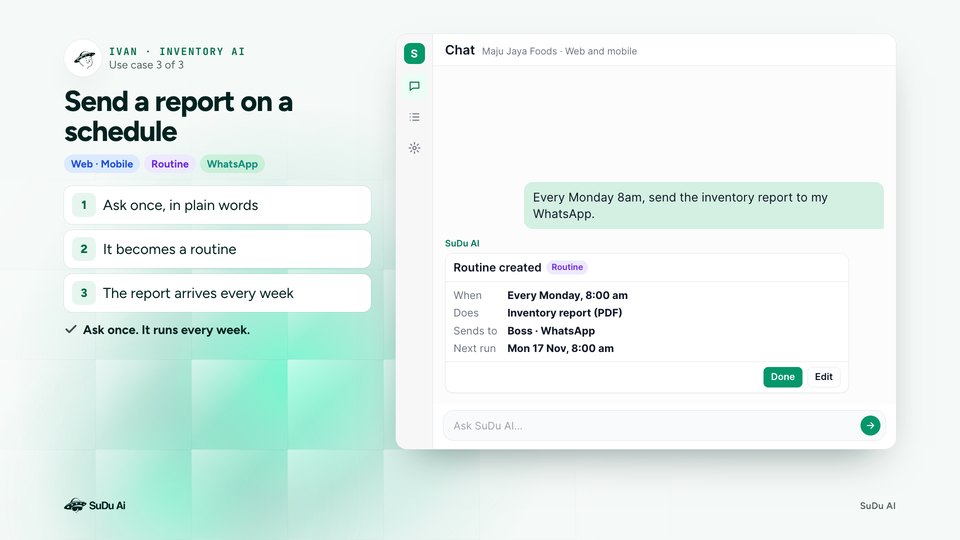 IVAN · INVENTORY AI
Use case 3 of 3
Send a report on a
schedule
Web · Mobile
Routine
WhatsApp
1 Ask once, in plain words
2 It becomes a routine
3 The report arrives every week
Ask once. It runs every week.
SuDu Ai
S
Chat Maju Jaya Foods · Web and mobile
Every Monday 8am, send the inventory report to my
WhatsApp.
SuDu AI
Routine created Routine
When Every Monday, 8:00 am
Does Inventory report (PDF)
Sends to Boss · WhatsApp
Next run Mon 17 Nov, 8:00 am
Done Edit
Ask SuDu AI...
SuDu AI